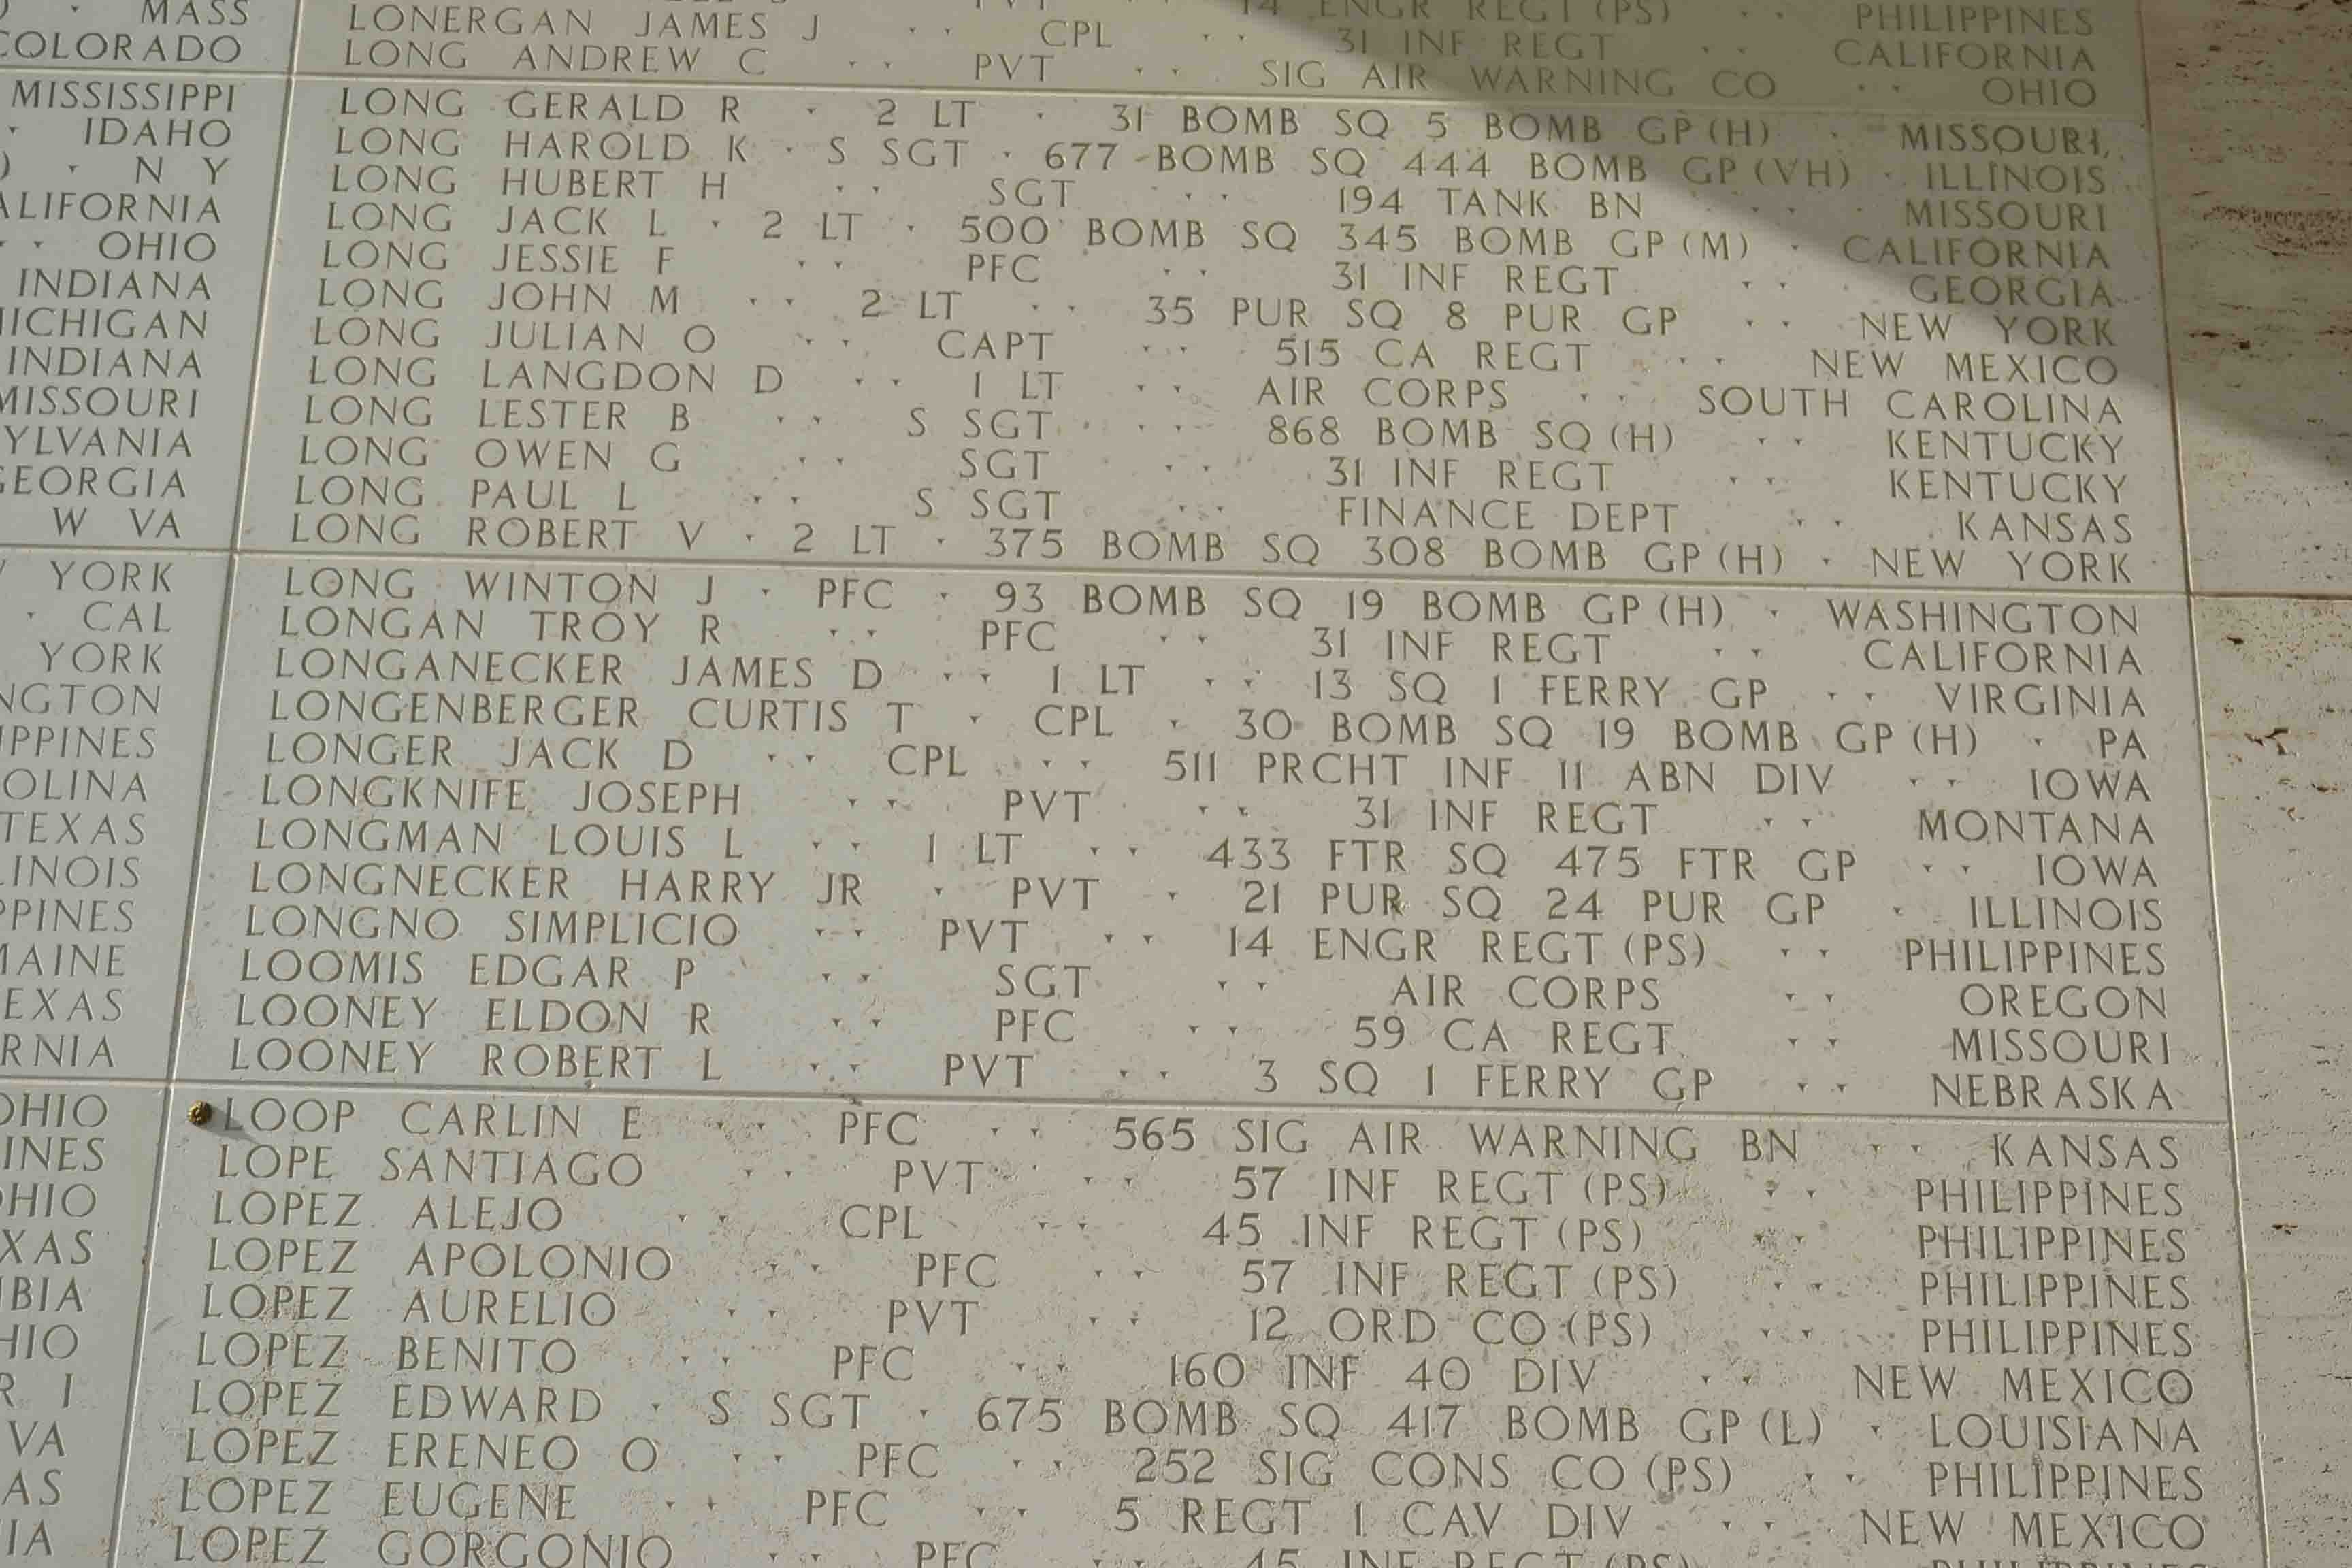 MASS
COLORADO
MISSISSIPPI
IDAHO
N Y
CALIFORNIA
OHIO
INDIANA
MICHIGAN
INDIANA
MISSOURI
SYLVANIA
GEORGIA
W VA
YORK
CAL
YORK
NGTON
IPPINES
OLINA
TEXAS
LINOIS
PPINES
MAINE
EXAS
RNIA
OHIO
INES
OHIO
XAS
BIA
HIO
R I
VA
AS
IA
14 ENGR REGT (PS) · · PHILIPPINES
LONERGAN JAMES J · · CPL · · 31 INF REGT · · CALIFORNIA
LONG ANDREW C · · PVT · · SIG AIR WARNING CO · · OHIO
LONG GERALD R · 2 LT · 31 BOMB SQ 5 BOMB GP (H) · MISSOURI
LONG HAROLD K · S SGT · 677 BOMB SQ 444 BOMB GP (VH) · ILLINOIS
LONG HUBERT H · · SGT · · 194 TANK BN · · MISSOURI
LONG JACK L · 2 LT · 500 BOMB SQ 345 BOMB GP (M) · CALIFORNIA
LONG JESSIE F · · PFC · · 31 INF REGT · · GEORGIA
LONG JOHN M · · 2 LT · · 35 PUR SQ 8 PUR GP · · NEW YORK
LONG JULIAN O · · CAPT · · 515 CA REGT · · NEW MEXICO
LONG LANGDON D · · 1 LT · · AIR CORPS · · SOUTH CAROLINA
LONG LESTER B · · S SGT · · 868 BOMB SQ (H) · · KENTUCKY
LONG OWEN G · · SGT · · 31 INF REGT · · KENTUCKY
LONG PAUL L · · S SGT · · FINANCE DEPT · · KANSAS
LONG ROBERT V · 2 LT · 375 BOMB SQ 308 BOMB GP (H) · NEW YORK
LONG WINTON J · PFC · 93 BOMB SQ 19 BOMB GP (H) · WASHINGTON
LONGAN TROY R · · PFC · · 31 INF REGT · · CALIFORNIA
LONGANECKER JAMES D · · 1 LT · · 13 SQ 1 FERRY GP · · VIRGINIA
LONGENBERGER CURTIS T · CPL · 30 BOMB SQ 19 BOMB GP (H) · PA
LONGER JACK D · · CPL · · 511 PRCHT INF 11 ABN DIV · · IOWA
LONGKNIFE JOSEPH · · PVT · · 31 INF REGT · · MONTANA
LONGMAN LOUIS L · · 1 LT · · 433 FTR SQ 475 FTR GP · · IOWA
LONGNECKER HARRY JR · PVT · 21 PUR SQ 24 PUR GP · ILLINOIS
LONGNO SIMPLICIO · · PVT · · 14 ENGR REGT (PS) · · PHILIPPINES
LOOMIS EDGAR P · · SGT · · AIR CORPS · · OREGON
LOONEY ELDON R · · PFC · · 59 CA REGT · · MISSOURI
LOONEY ROBERT L · · PVT · · 3 SQ 1 FERRY GP · · NEBRASKA
LOOP CARLIN E · · PFC · · 565 SIG AIR WARNING BN · · KANSAS
LOPE SANTIAGO · · PVT · · 57 INF REGT (PS) · · PHILIPPINES
LOPEZ ALEJO · · CPL · · 45 INF REGT (PS) · · PHILIPPINES
LOPEZ APOLONIO · · PFC · · 57 INF REGT (PS) · · PHILIPPINES
LOPEZ AURELIO · · PVT · · 12 ORD CO (PS) · · PHILIPPINES
LOPEZ BENITO · · PFC · · 160 INF 40 DIV · · NEW MEXICO
LOPEZ EDWARD · S SGT · 675 BOMB SQ 417 BOMB GP (L) · LOUISIANA
LOPEZ ERENEO O · · PFC · · 252 SIG CONS CO (PS) · · PHILIPPINES
LOPEZ EUGENE · · PFC · · 5 REGT 1 CAV DIV · · NEW MEXICO
LOPEZ GORGONIO · · PFC · · 45 INF REGT (PS) · · PHILIPPINES